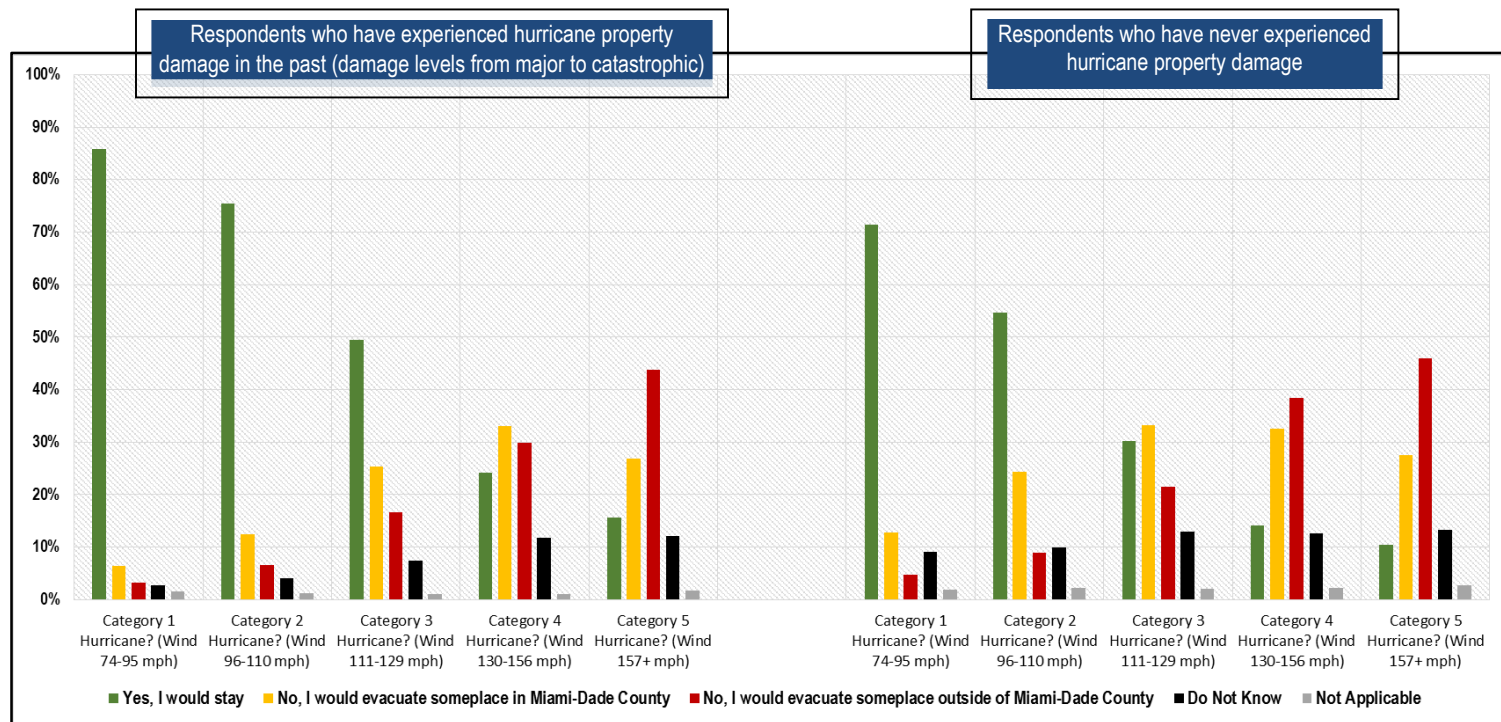 Respondents who have experienced hurricane property
damage in the past (damage levels from major to catastrophic)
Respondents who have never experienced
hurricane property damage
100%
90%
80%
70%
60%
50%
40%
30%
20%
10%
0%
Category 1
Hurricane? (Wind
74-95 mph)
Category 2
Hurricane? (Wind
96-110 mph)
Category 3
Hurricane? (Wind
111-129 mph)
Category 4
Hurricane? (Wind
130-156 mph)
Category 5
Hurricane? (Wind
157+ mph)
Category 1
Hurricane? (Wind
74-95 mph)
Category 2
Hurricane? (Wind
96-110 mph)
Category 3
Hurricane? (Wind
111-129 mph)
Category 4
Hurricane? (Wind
130-156 mph)
Category 5
Hurricane? (Wind
157+ mph)
Yes, I would stay
No, I would evacuate someplace in Miami-Dade County
No, I would evacuate someplace outside of Miami-Dade County
Do Not Know
Not Applicable